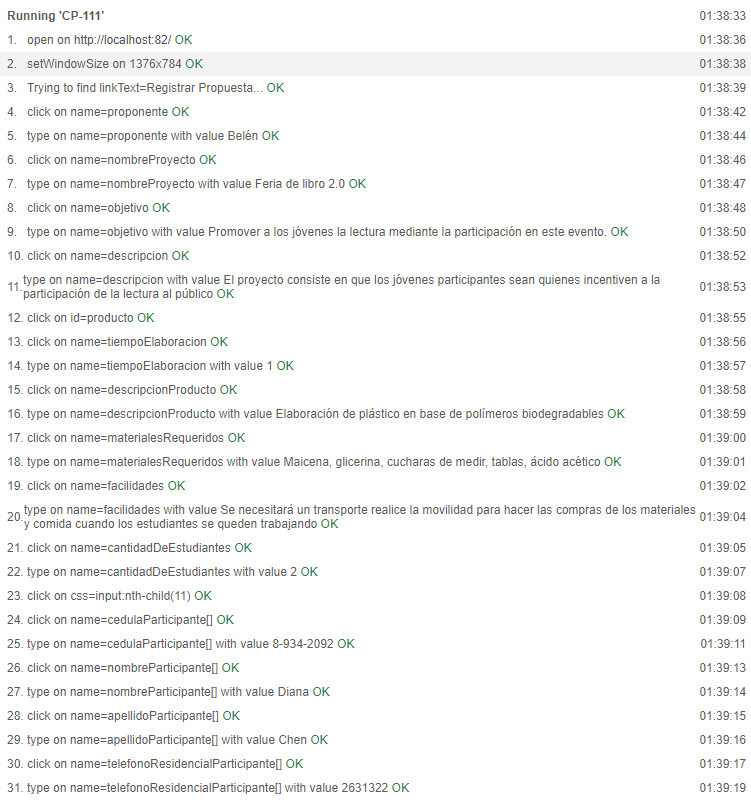 Running 'CP-111' 01:38:33
1. open on http://localhost:82/ OK 01:38:36
2. setWindowSize on 1376x784 OK 01:38:38
3. Trying to find linkText=Registrar Propuesta... OK 01:38:39
4. click on name=proponente OK 01:38:42
5. type on name=proponente with value Belén OK 01:38:44
6. click on name=nombreProyecto OK 01:38:46
7. type on name=nombreProyecto with value Feria de libro 2.0 OK 01:38:47
8. click on name=objetivo OK 01:38:48
9. type on name=objetivo with value Promover a los jóvenes la lectura mediante la participación en este evento. OK 01:38:50
10. click on name=descripcion OK 01:38:52
11. type on name=descripcion with value El proyecto consiste en que los jóvenes participantes sean quienes incentiven a la
participación de la lectura al público OK 01:38:53
12. click on id=producto OK 01:38:55
13. click on name=tiempoElaboracion OK 01:38:56
14. type on name=tiempoElaboracion with value 1 OK 01:38:57
15. click on name=descripcionProducto OK 01:38:58
16. type on name=descripcionProducto with value Elaboración de plástico en base de polímeros biodegradables OK 01:38:59
17. click on name=materialesRequeridos OK 01:39:00
18. type on name=materialesRequeridos with value Maicena, glicerina, cucharas de medir, tablas, ácido acético OK 01:39:01
19. click on name=facilidades OK 01:39:02
20. type on name=facilidades with value Se necesitará un transporte realice la movilidad para hacer las compras de los materiales
y comida cuando los estudiantes se queden trabajando OK 01:39:04
21. click on name=cantidadDeEstudiantes OK 01:39:05
22. type on name=cantidadDeEstudiantes with value 2 OK 01:39:07
23. click on css=input:nth-child(11) OK 01:39:08
24. click on name=cedulaParticipante[] OK 01:39:09
25. type on name=cedulaParticipante[] with value 8-934-2092 OK 01:39:11
26. click on name=nombreParticipante[] OK 01:39:13
27. type on name=nombreParticipante[] with value Diana OK 01:39:14
28. click on name=apellidoParticipante[] OK 01:39:15
29. type on name=apellidoParticipante[] with value Chen OK 01:39:16
30. click on name=telefonoResidencialParticipante[] OK 01:39:17
31. type on name=telefonoResidencialParticipante[] with value 2631322 OK 01:39:19